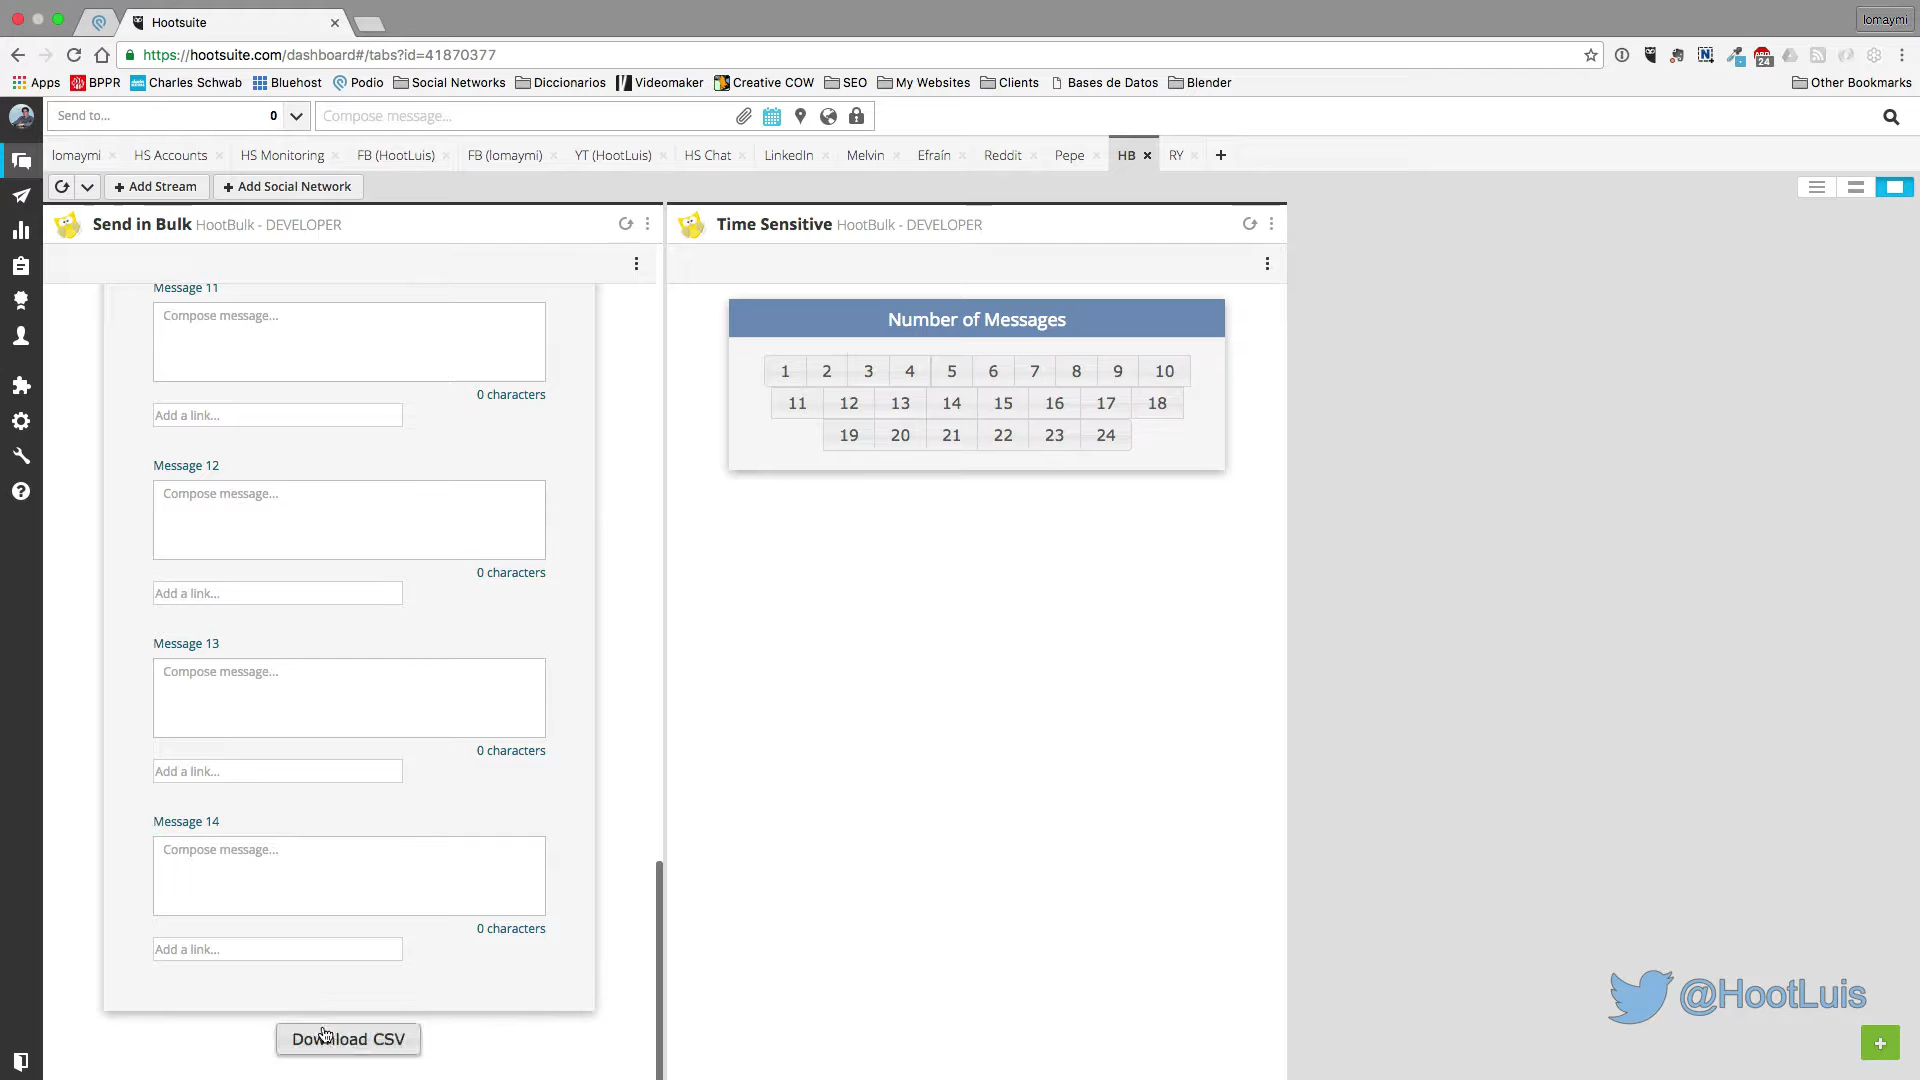 Hootsuite
lomaymi
https://hootsuite.com/dashboard#/tabs?id=41870377
24
Apps BPPR Charles Schwab Bluehost Podio Social Networks Diccionarios Videomaker Creative COW SEO My Websites Clients Bases de Datos Blender Other Bookmarks
Send to... 0 Compose message...
lomaymi HS Accounts HS Monitoring FB (HootLuis) FB (lomaymi) YT (HootLuis) HS Chat LinkedIn Melvin Efraín Reddit Pepe HB RY
Add Stream Add Social Network
Send in Bulk HootBulk - DEVELOPER
Time Sensitive HootBulk - DEVELOPER
Message 11
Compose message...
0 characters
Add a link...
Message 12
Compose message...
0 characters
Add a link...
Message 13
Compose message...
0 characters
Add a link...
Message 14
Compose message...
0 characters
Add a link...
Download CSV
Number of Messages
1 2 3 4 5 6 7 8 9 10
11 12 13 14 15 16 17 18
19 20 21 22 23 24
@HootLuis